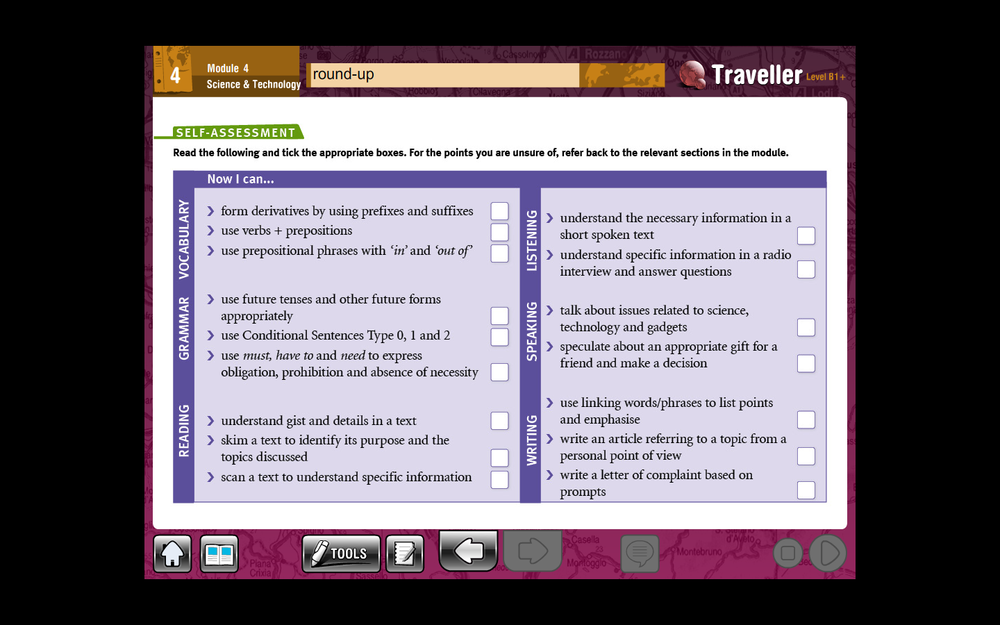 4
Module 4
Science & Technology
round-up
Traveller Level B1+
SELF-ASSESSMENT
Read the following and tick the appropriate boxes. For the points you are unsure of, refer back to the relevant sections in the module.
Now I can...
VOCABULARY
form derivatives by using prefixes and suffixes
use verbs + prepositions
use prepositional phrases with ‘in’ and ‘out of’
GRAMMAR
use future tenses and other future forms
appropriately
use Conditional Sentences Type 0, 1 and 2
use must, have to and need to express
obligation, prohibition and absence of necessity
READING
understand gist and details in a text
skim a text to identify its purpose and the
topics discussed
scan a text to understand specific information
LISTENING
understand the necessary information in a
short spoken text
understand specific information in a radio
interview and answer questions
SPEAKING
talk about issues related to science,
technology and gadgets
speculate about an appropriate gift for a
friend and make a decision
WRITING
use linking words/phrases to list points
and emphasise
write an article referring to a topic from a
personal point of view
write a letter of complaint based on
prompts
TOOLS
Cassolnovo
Rozzano
Lodi
Casella
Montoggio
Montebruno
Piana
Crixia
Sassello